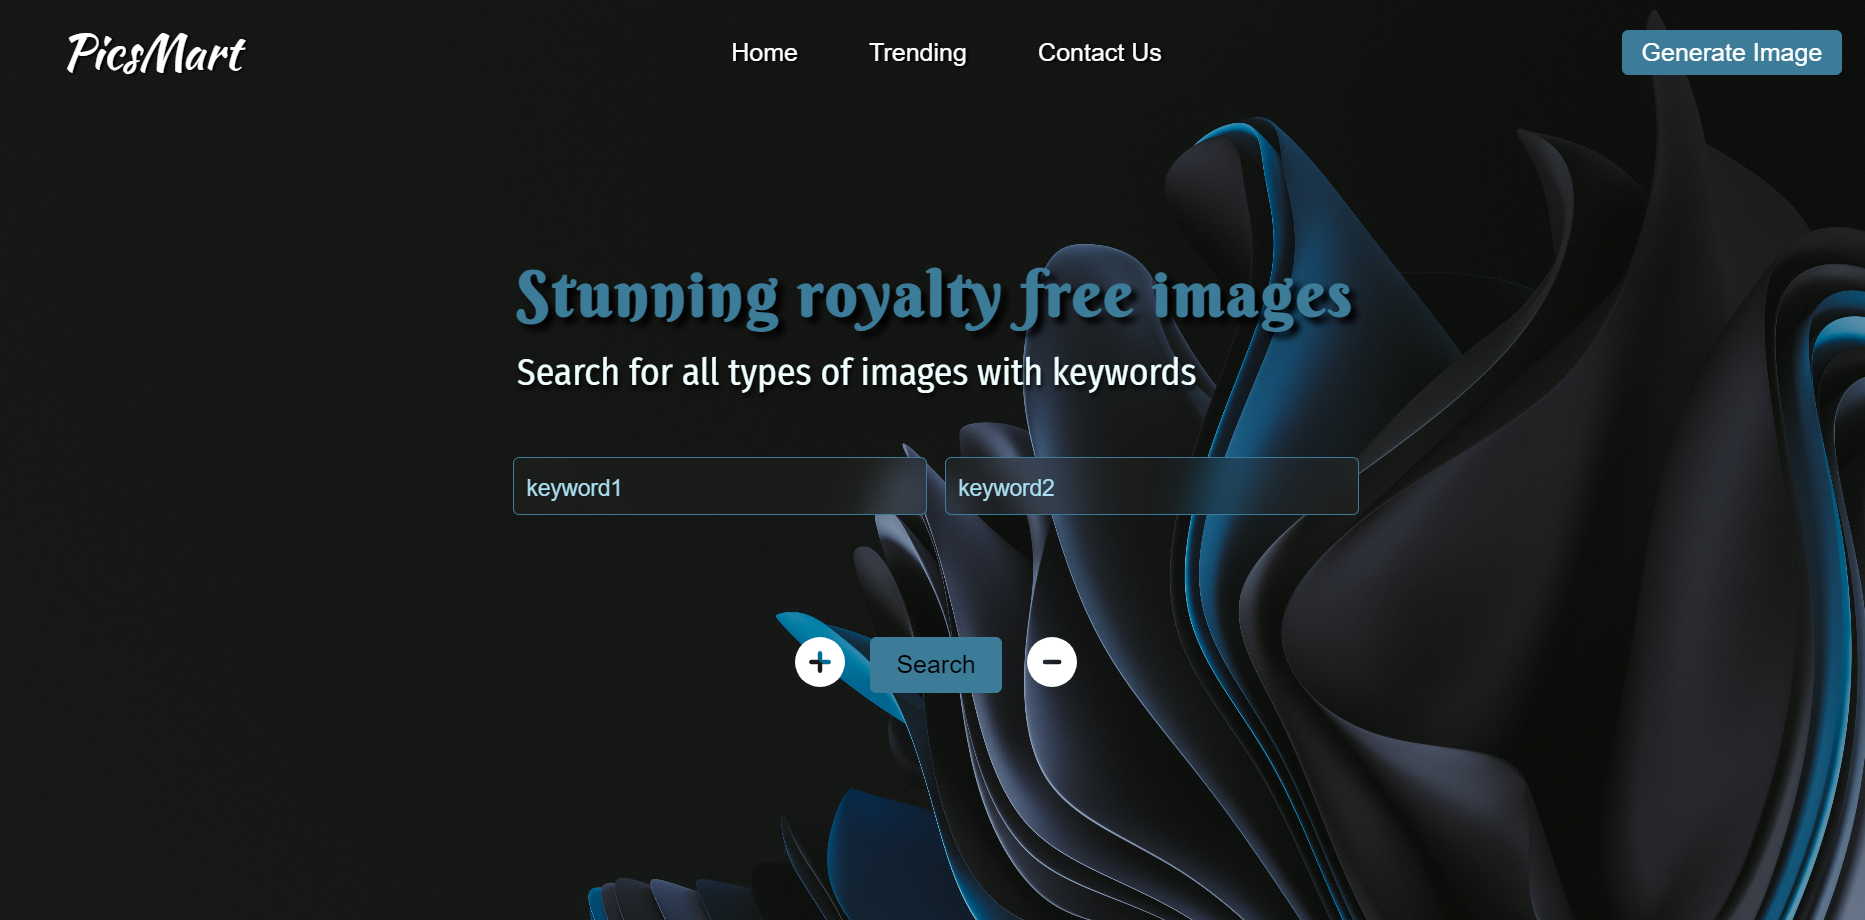 PicsMart
Home
Trending
Contact Us
Generate Image
Stunning royalty free images
Search for all types of images with keywords
keyword1
keyword2
Search